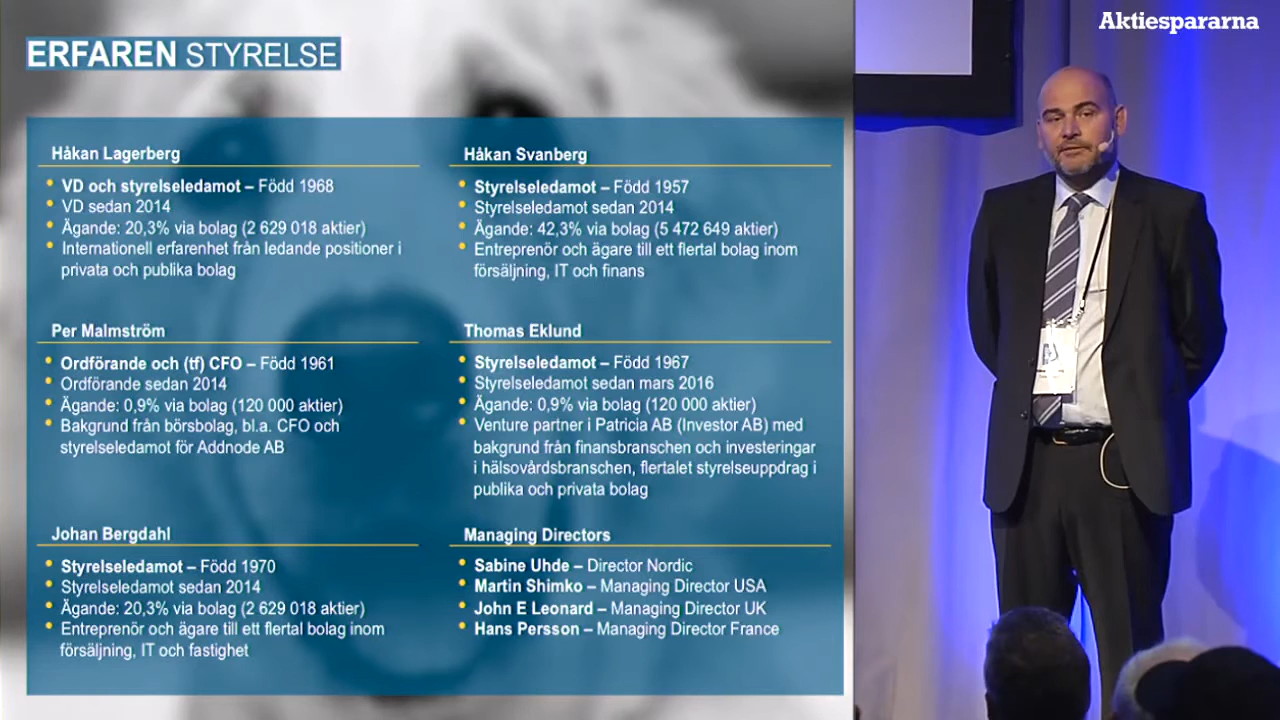 Aktiespararna
ERFAREN STYRELSE
Håkan Lagerberg
VD och styrelseledamot – Född 1968
VD sedan 2014
Ägande: 20,3% via bolag (2 629 018 aktier)
Internationell erfarenhet från ledande positioner i
privata och publika bolag
Håkan Svanberg
Styrelseledamot – Född 1957
Styrelseledamot sedan 2014
Ägande: 42,3% via bolag (5 472 649 aktier)
Entreprenör och ägare till ett flertal bolag inom
försäljning, IT och finans
Per Malmström
Ordförande och (tf) CFO – Född 1961
Ordförande sedan 2014
Ägande: 0,9% via bolag (120 000 aktier)
Bakgrund från börsbolag, bl.a. CFO och
styrelseledamot för Addnode AB
Thomas Eklund
Styrelseledamot – Född 1967
Styrelseledamot sedan mars 2016
Ägande: 0,9% via bolag (120 000 aktier)
Venture partner i Patricia AB (Investor AB) med
bakgrund från finansbranschen och investeringar
i hälsovårdsbranschen, flertalet styrelseuppdrag i
publika och privata bolag
Johan Bergdahl
Styrelseledamot – Född 1970
Styrelseledamot sedan 2014
Ägande: 20,3% via bolag (2 629 018 aktier)
Entreprenör och ägare till ett flertal bolag inom
försäljning, IT och fastighet
Managing Directors
Sabine Uhde – Director Nordic
Martin Shimko – Managing Director USA
John E Leonard – Managing Director UK
Hans Persson – Managing Director France